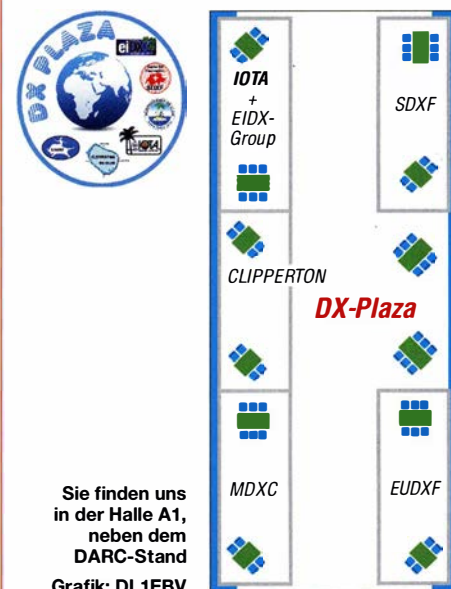 DX PLAZA
IOTA
+
EIDX-
Group
SDXF
CLIPPERTON
DX-Plaza
MDXC
EUDXF
Sie finden uns
in der Halle A1,
neben dem
DARC-Stand
Grafik: DL1EBV